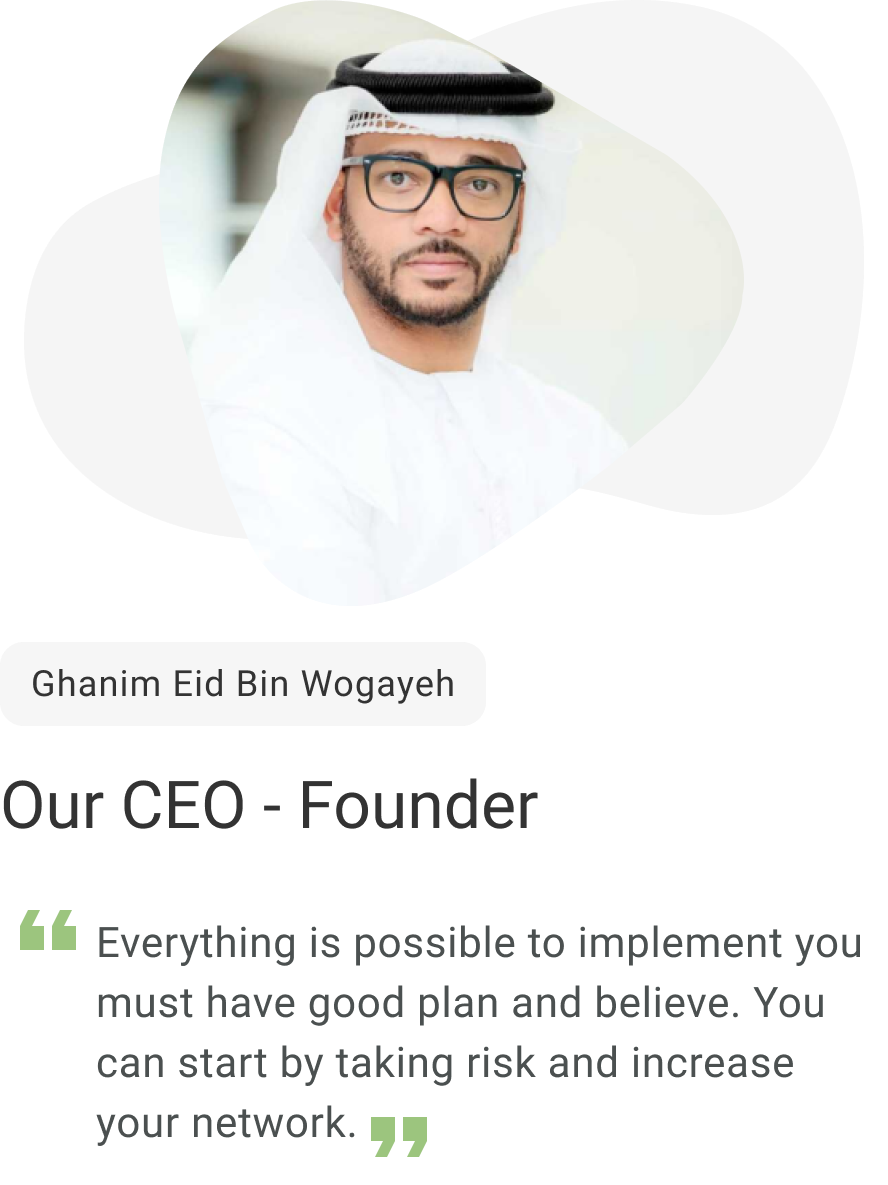 Ghanim Eid Bin Wogayeh
Our CEO - Founder
“ Everything is possible to implement you
must have good plan and believe. You
can start by taking risk and increase
your network. ”